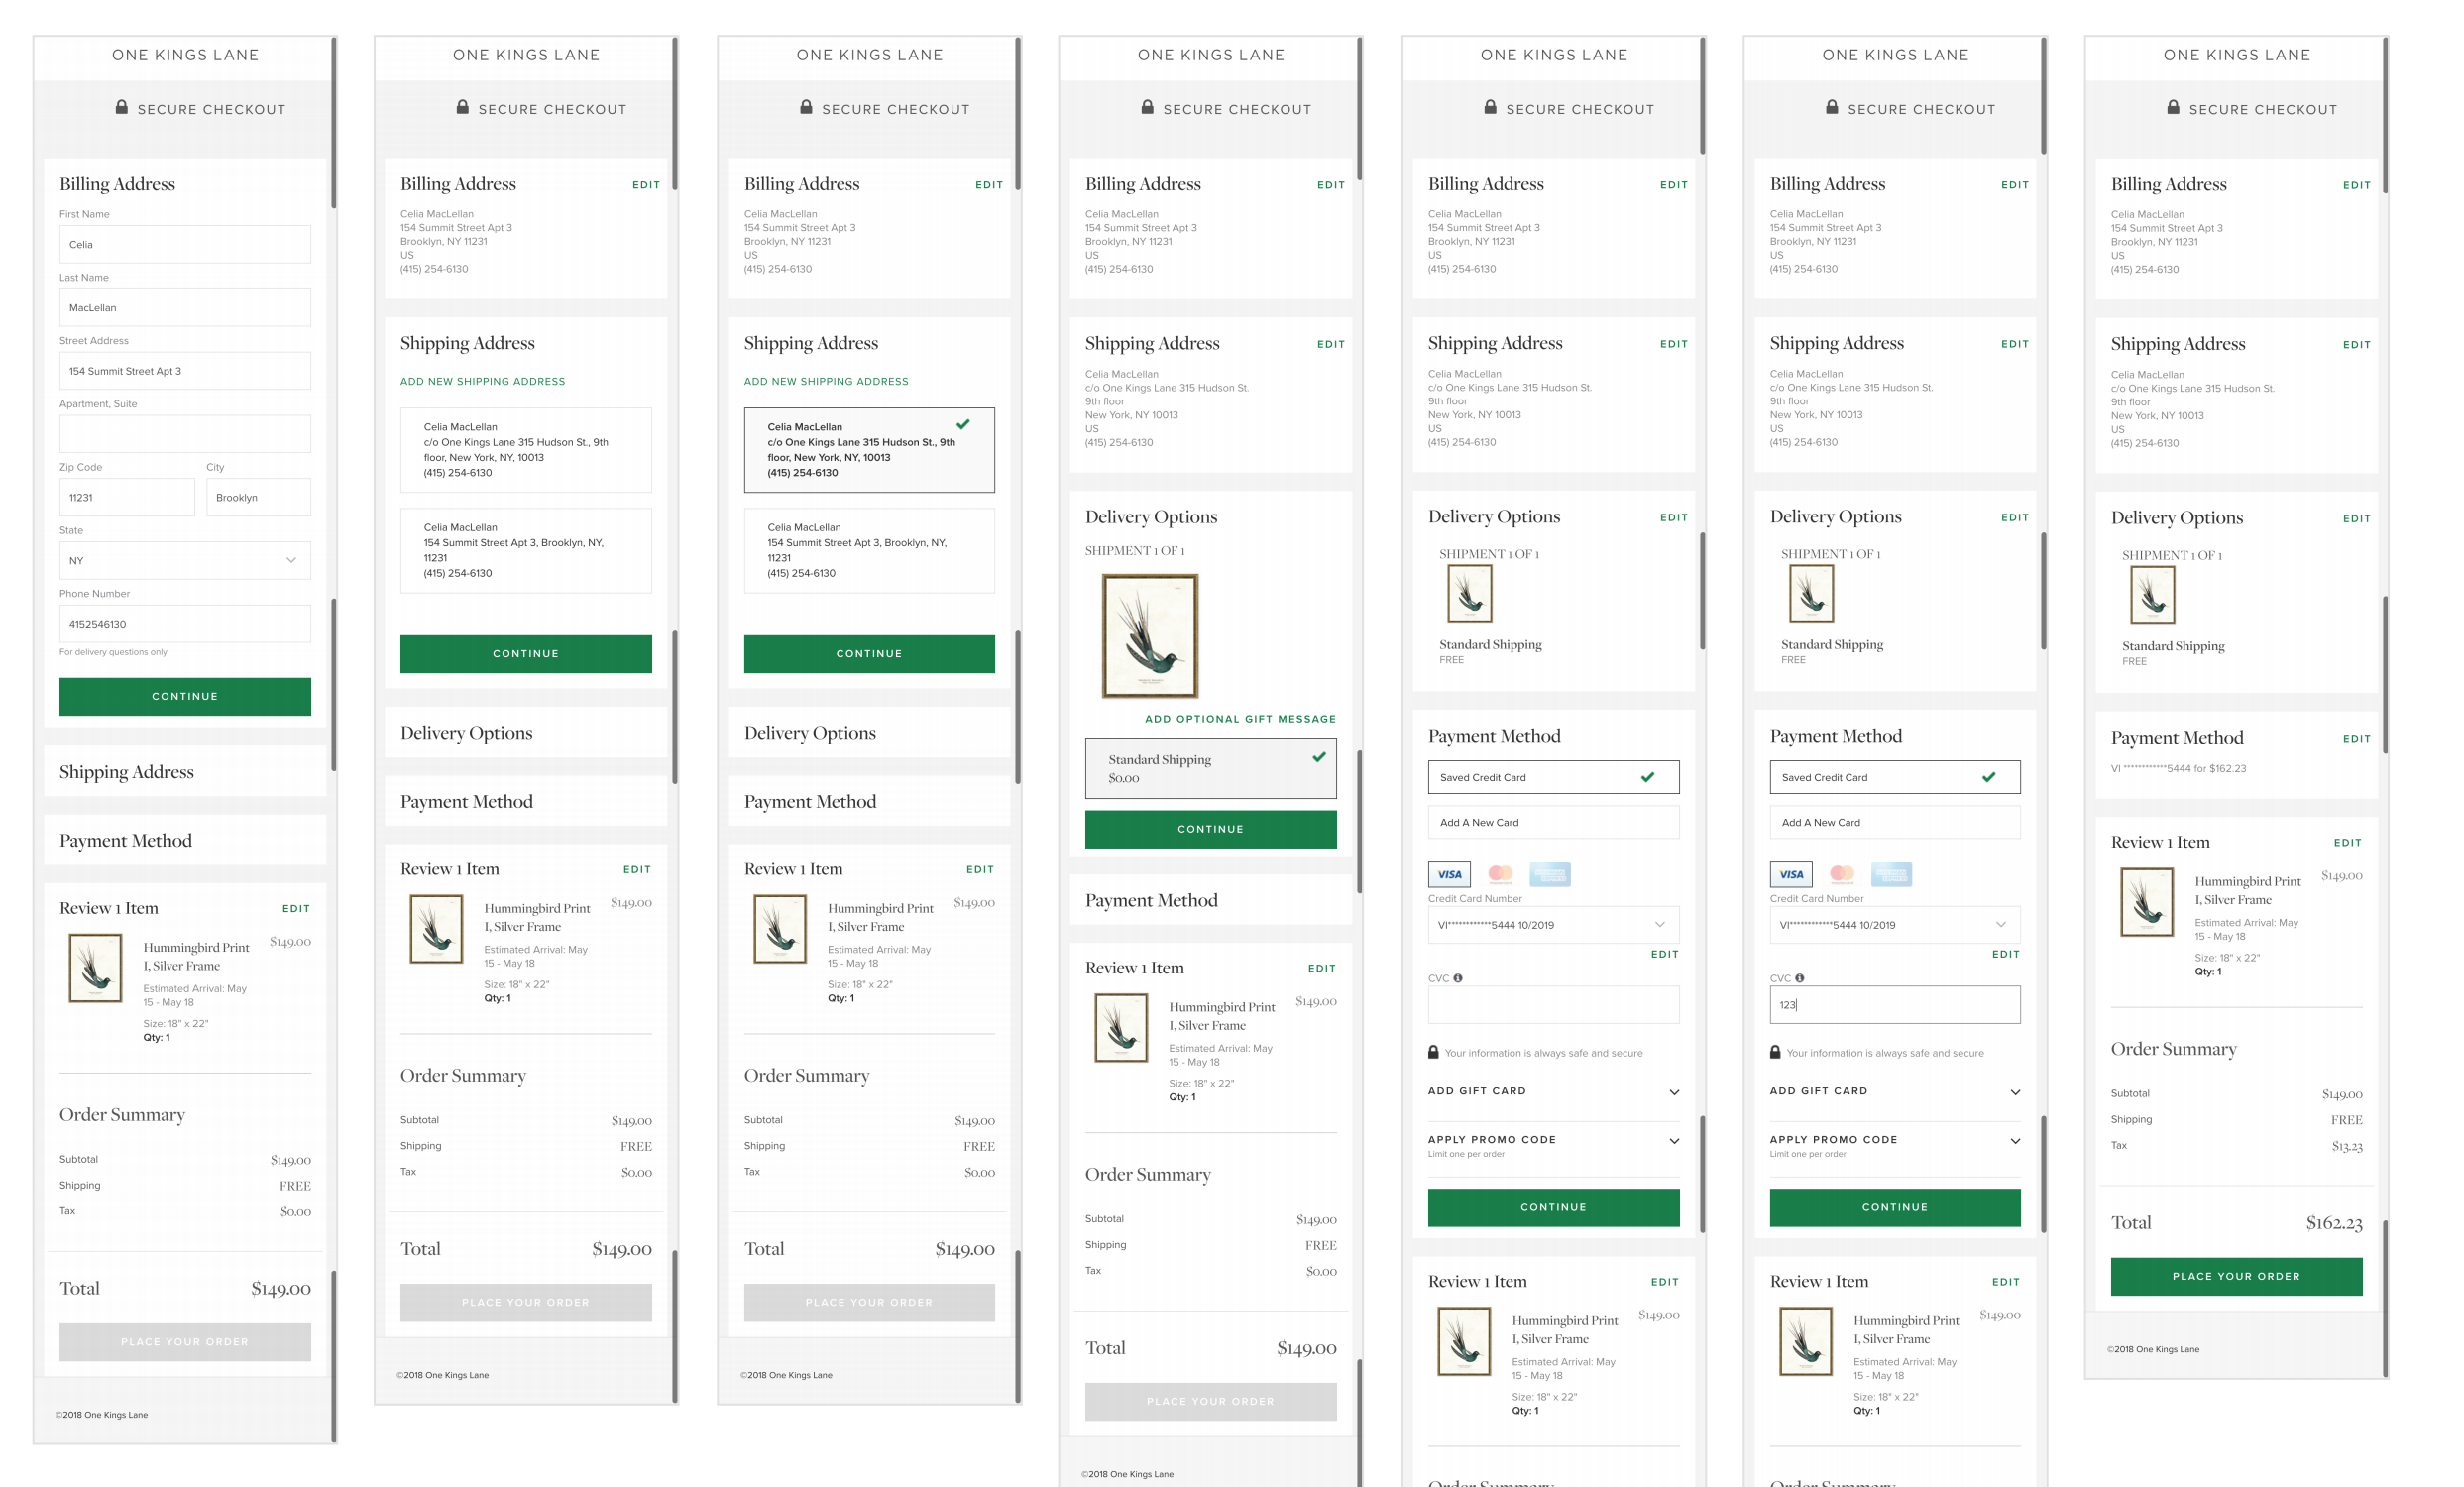 ONE KINGS LANE
SECURE CHECKOUT
Billing Address
First Name
Celia
Last Name
MacLellan
Street Address
154 Summit Street Apt 3
Apartment, Suite
Zip Code City
11231 Brooklyn
State
NY
Phone Number
4152546130
For delivery questions only
CONTINUE
Shipping Address
Payment Method
Review 1 Item EDIT
Hummingbird Print $149.00
I, Silver Frame
Estimated Arrival: May
15 - May 18
Size: 18" x 22"
Qty: 1
Order Summary
Subtotal $149.00
Shipping FREE
Tax $0.00
Total $149.00
PLACE YOUR ORDER
©2018 One Kings Lane
ONE KINGS LANE
SECURE CHECKOUT
Billing Address EDIT
Celia MacLellan
154 Summit Street Apt 3
Brooklyn, NY 11231
US
(415) 254-6130
Shipping Address
ADD NEW SHIPPING ADDRESS
Celia MacLellan
c/o One Kings Lane 315 Hudson St., 9th
floor, New York, NY, 10013
(415) 254-6130
Celia MacLellan
154 Summit Street Apt 3, Brooklyn, NY,
11231
(415) 254-6130
CONTINUE
Delivery Options
Payment Method
Review 1 Item EDIT
Hummingbird Print $149.00
I, Silver Frame
Estimated Arrival: May
15 - May 18
Size: 18" x 22"
Qty: 1
Order Summary
Subtotal $149.00
Shipping FREE
Tax $0.00
Total $149.00
PLACE YOUR ORDER
©2018 One Kings Lane
ONE KINGS LANE
SECURE CHECKOUT
Billing Address EDIT
Celia MacLellan
154 Summit Street Apt 3
Brooklyn, NY 11231
US
(415) 254-6130
Shipping Address
ADD NEW SHIPPING ADDRESS
Celia MacLellan
c/o One Kings Lane 315 Hudson St., 9th
floor, New York, NY, 10013
(415) 254-6130
Celia MacLellan
154 Summit Street Apt 3, Brooklyn, NY,
11231
(415) 254-6130
CONTINUE
Delivery Options
Payment Method
Review 1 Item EDIT
Hummingbird Print $149.00
I, Silver Frame
Estimated Arrival: May
15 - May 18
Size: 18" x 22"
Qty: 1
Order Summary
Subtotal $149.00
Shipping FREE
Tax $0.00
Total $149.00
PLACE YOUR ORDER
©2018 One Kings Lane
ONE KINGS LANE
SECURE CHECKOUT
Billing Address EDIT
Celia MacLellan
154 Summit Street Apt 3
Brooklyn, NY 11231
US
(415) 254-6130
Shipping Address EDIT
Celia MacLellan
c/o One Kings Lane 315 Hudson St.
9th floor
New York, NY 10013
US
(415) 254-6130
Delivery Options
SHIPMENT 1 OF 1
ADD OPTIONAL GIFT MESSAGE
Standard Shipping
$0.00
CONTINUE
Payment Method
Review 1 Item EDIT
Hummingbird Print $149.00
I, Silver Frame
Estimated Arrival: May
15 - May 18
Size: 18" x 22"
Qty: 1
Order Summary
Subtotal $149.00
Shipping FREE
Tax $0.00
Total $149.00
PLACE YOUR ORDER
©2018 One Kings Lane
ONE KINGS LANE
SECURE CHECKOUT
Billing Address EDIT
Celia MacLellan
154 Summit Street Apt 3
Brooklyn, NY 11231
US
(415) 254-6130
Shipping Address EDIT
Celia MacLellan
c/o One Kings Lane 315 Hudson St.
9th floor
New York, NY 10013
US
(415) 254-6130
Delivery Options EDIT
SHIPMENT 1 OF 1
Standard Shipping
FREE
Payment Method
Saved Credit Card
Add A New Card
VISA
Credit Card Number
VI************5444 10/2019
EDIT
CVC
Your information is always safe and secure
ADD GIFT CARD
APPLY PROMO CODE
Limit one per order
CONTINUE
Review 1 Item EDIT
Hummingbird Print $149.00
I, Silver Frame
Estimated Arrival: May
15 - May 18
Size: 18" x 22"
Qty: 1
Order Summary
ONE KINGS LANE
SECURE CHECKOUT
Billing Address EDIT
Celia MacLellan
154 Summit Street Apt 3
Brooklyn, NY 11231
US
(415) 254-6130
Shipping Address EDIT
Celia MacLellan
c/o One Kings Lane 315 Hudson St.
9th floor
New York, NY 10013
US
(415) 254-6130
Delivery Options EDIT
SHIPMENT 1 OF 1
Standard Shipping
FREE
Payment Method
Saved Credit Card
Add A New Card
VISA
Credit Card Number
VI************5444 10/2019
EDIT
CVC
123
Your information is always safe and secure
ADD GIFT CARD
APPLY PROMO CODE
Limit one per order
CONTINUE
Review 1 Item EDIT
Hummingbird Print $149.00
I, Silver Frame
Estimated Arrival: May
15 - May 18
Size: 18" x 22"
Qty: 1
Order Summary
ONE KINGS LANE
SECURE CHECKOUT
Billing Address EDIT
Celia MacLellan
154 Summit Street Apt 3
Brooklyn, NY 11231
US
(415) 254-6130
Shipping Address EDIT
Celia MacLellan
c/o One Kings Lane 315 Hudson St.
9th floor
New York, NY 10013
US
(415) 254-6130
Delivery Options EDIT
SHIPMENT 1 OF 1
Standard Shipping
FREE
Payment Method EDIT
VI ************5444 for $162.23
Review 1 Item EDIT
Hummingbird Print $149.00
I, Silver Frame
Estimated Arrival: May
15 - May 18
Size: 18" x 22"
Qty: 1
Order Summary
Subtotal $149.00
Shipping FREE
Tax $13.23
Total $162.23
PLACE YOUR ORDER
©2018 One Kings Lane